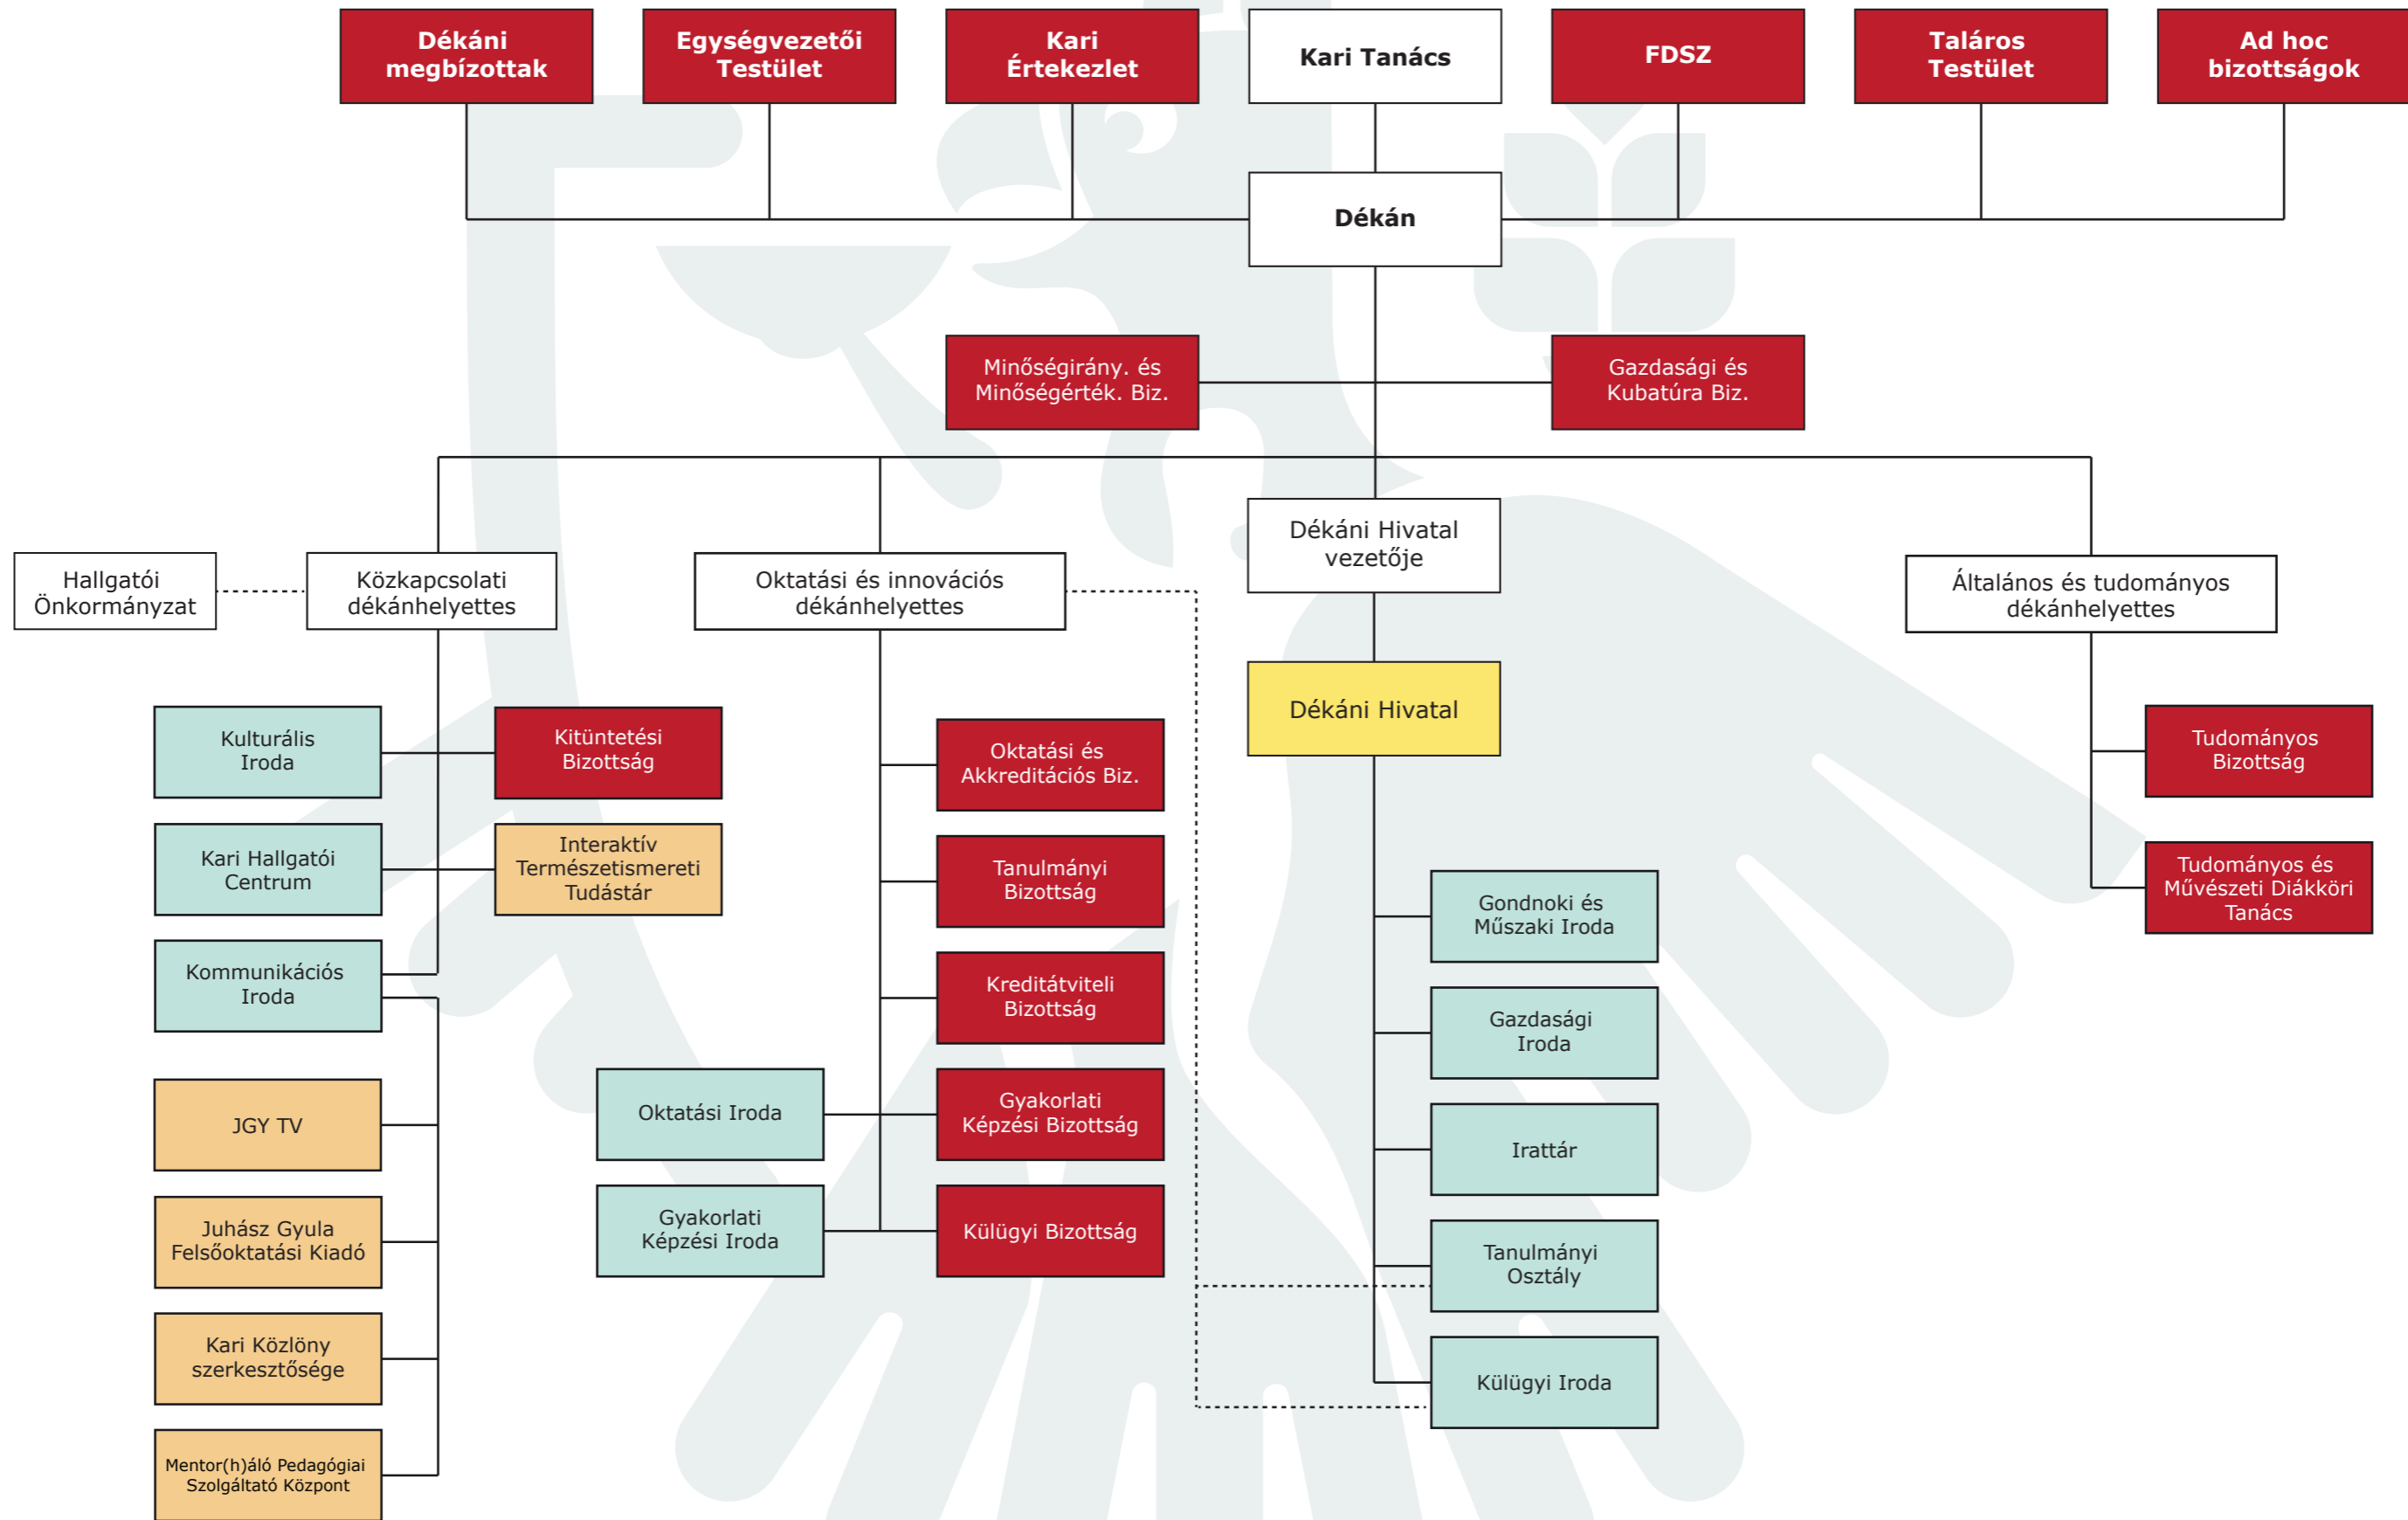 Dékáni
megbízottak
Egységvezetői
Testület
Kari
Értekezlet
Kari Tanács
FDSZ
Taláros
Testület
Ad hoc
bizottságok
Dékán
Minőségirány. és
Minőségérték. Biz.
Gazdasági és
Kubatúra Biz.
Hallgatói
Önkormányzat
Közkapcsolati
dékánhelyettes
Oktatási és innovációs
dékánhelyettes
Dékáni Hivatal
vezetője
Általános és tudományos
dékánhelyettes
Dékáni Hivatal
Kulturális
Iroda
Kitüntetési
Bizottság
Kari Hallgatói
Centrum
Interaktív
Természetismereti
Tudástár
Kommunikációs
Iroda
JGY TV
Juhász Gyula
Felsőoktatási Kiadó
Kari Közlöny
szerkesztősége
Mentor(h)áló Pedagógiai
Szolgáltató Központ
Oktatási és
Akkreditációs Biz.
Tanulmányi
Bizottság
Kreditátviteli
Bizottság
Oktatási Iroda
Gyakorlati
Képzési Bizottság
Gyakorlati
Képzési Iroda
Külügyi Bizottság
Gondnoki és
Műszaki Iroda
Gazdasági
Iroda
Irattár
Tanulmányi
Osztály
Külügyi Iroda
Tudományos
Bizottság
Tudományos és
Művészeti Diákköri
Tanács